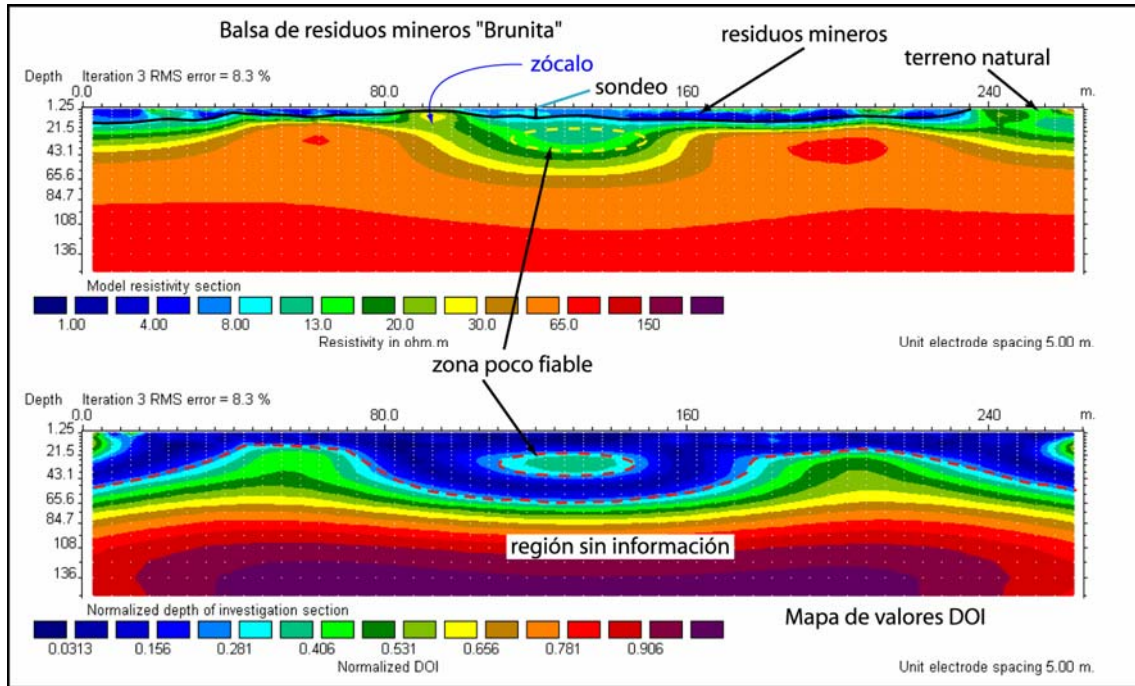 Balsa de residuos mineros "Brunita"
residuos mineros
terreno natural
zócalo
sondeo
Depth Iteration 3 RMS error = 8.3 %
0.0 80.0 160 240 m.
1.25
21.5
43.1
65.6
84.7
108.
136.
Model resistivity section
1.00 4.00 8.00 13.0 20.0 30.0 65.0 150
Resistivity in ohm.m
Unit electrode spacing 5.00 m.
zona poco fiable
Depth Iteration 3 RMS error = 8.3 %
0.0 80.0 160 240 m.
1.25
21.5
43.1
65.6
84.7
108.
136.
región sin información
Normalized depth of investigation section
Mapa de valores DOI
0.0313 0.156 0.281 0.406 0.531 0.656 0.781 0.906
Normalized DOI
Unit electrode spacing 5.00 m.